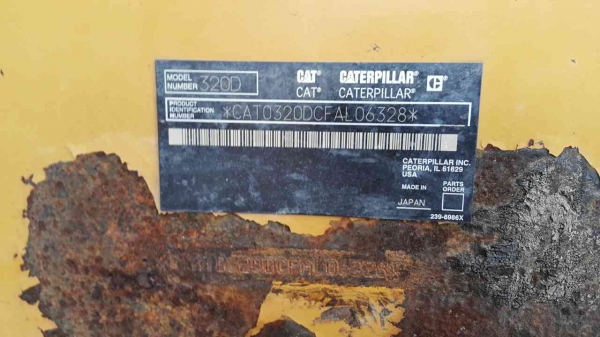 MODEL NUMBER 320D
CAT CATERPILLAR C
CAT® CATERPILLAR®
PRODUCT IDENTIFICATION NUMBER *CAT0320DCFAL06328*
CATERPILLAR INC.
PEORIA, IL 61629
USA
MADE IN
JAPAN
PARTS ORDER
239-6986X